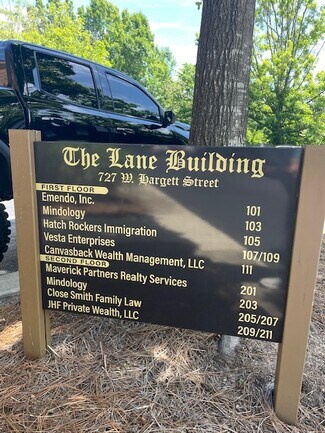 The Lane Building
727 W. Hargett Street
FIRST FLOOR
Emendo, Inc. 101
Mindology 103
Hatch Rockers Immigration 105
Vesta Enterprises 107/109
Canvasback Wealth Management, LLC 111
SECOND FLOOR
Maverick Partners Realty Services 201
Mindology 203
Close Smith Family Law 205/207
JHF Private Wealth, LLC 209/211